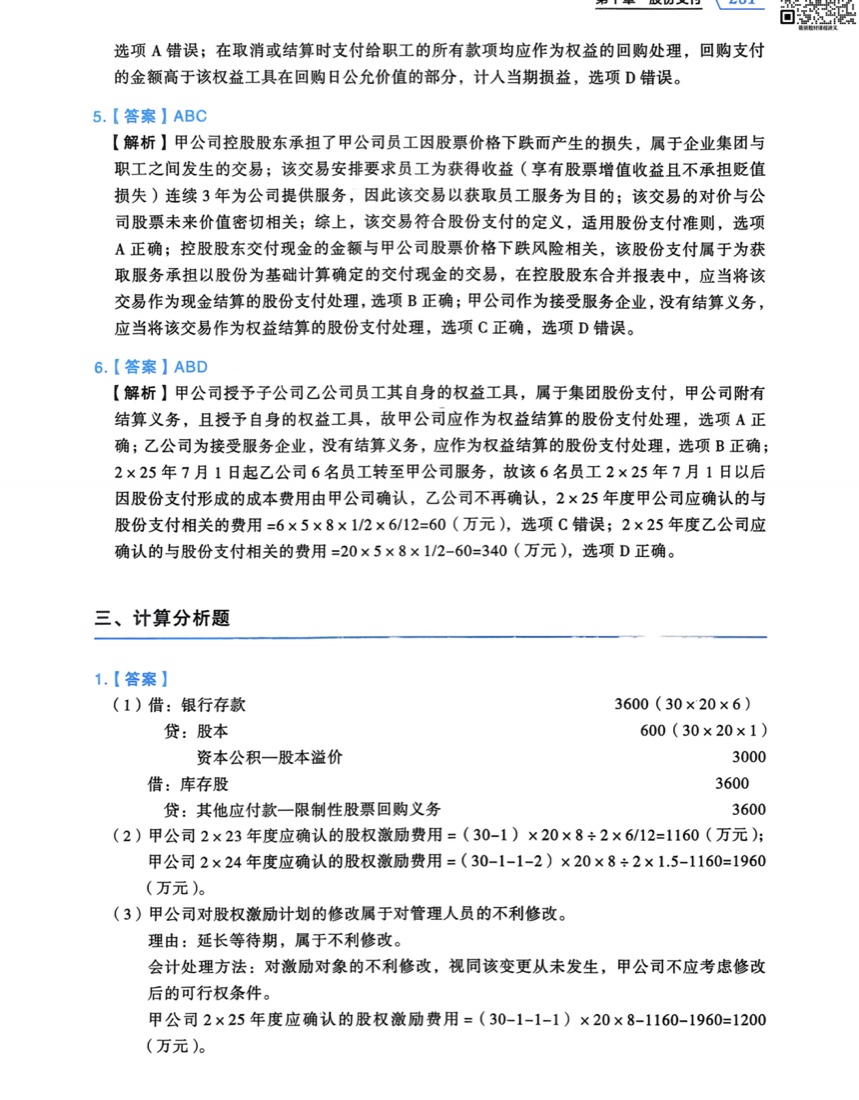 第十章 股份支付 281
选项 A 错误；在取消或结算时支付给职工的所有款项均应作为权益的回购处理，回购支付
的金额高于该权益工具在回购日公允价值的部分，计入当期损益，选项 D 错误。
5.【答案】ABC
【解析】甲公司控股股东承担了甲公司员工因股票价格下跌而产生的损失，属于企业集团与
职工之间发生的交易；该交易安排要求员工为获得收益（享有股票增值收益且不承担贬值
损失）连续 3 年为公司提供服务，因此该交易以获取员工服务为目的；该交易的对价与公
司股票未来价值密切相关；综上，该交易符合股份支付的定义，适用股份支付准则，选项
A 正确；控股股东交付现金的金额与甲公司股票价格下跌风险相关，该股份支付属于为获
取服务承担以股份为基础计算确定的交付现金的交易，在控股股东合并报表中，应当将该
交易作为现金结算的股份支付处理，选项 B 正确；甲公司作为接受服务企业，没有结算义务，
应当将该交易作为权益结算的股份支付处理，选项 C 正确，选项 D 错误。
6.【答案】ABD
【解析】甲公司授予子公司乙公司员工其自身的权益工具，属于集团股份支付，甲公司附有
结算义务，且授予自身的权益工具，故甲公司应作为权益结算的股份支付处理，选项 A 正
确；乙公司为接受服务企业，没有结算义务，应作为权益结算的股份支付处理，选项 B 正确；
2×25 年 7 月 1 日起乙公司 6 名员工转至甲公司服务，故该 6 名员工 2×25 年 7 月 1 日以后
因股份支付形成的成本费用由甲公司确认，乙公司不再确认，2×25 年度甲公司应确认的与
股份支付相关的费用 =6×5×8×1/2×6/12=60（万元），选项 C 错误；2×25 年度乙公司应
确认的与股份支付相关的费用 =20×5×8×1/2-60=340（万元），选项 D 正确。
三、计算分析题
1.【答案】
（1）借：银行存款 3600（30×20×6）
贷：股本 600（30×20×1）
资本公积—股本溢价 3000
借：库存股 3600
贷：其他应付款—限制性股票回购义务 3600
（2）甲公司 2×23 年度应确认的股权激励费用 =（30-1）×20×8÷2×6/12=1160（万元）；
甲公司 2×24 年度应确认的股权激励费用 =（30-1-1-2）×20×8÷2×1.5-1160=1960
（万元）。
（3）甲公司对股权激励计划的修改属于对管理人员的不利修改。
理由：延长等待期，属于不利修改。
会计处理方法：对激励对象的不利修改，视同该变更从未发生，甲公司不应考虑修改
后的可行权条件。
甲公司 2×25 年度应确认的股权激励费用 =（30-1-1-1）×20×8-1160-1960=1200
（万元）。